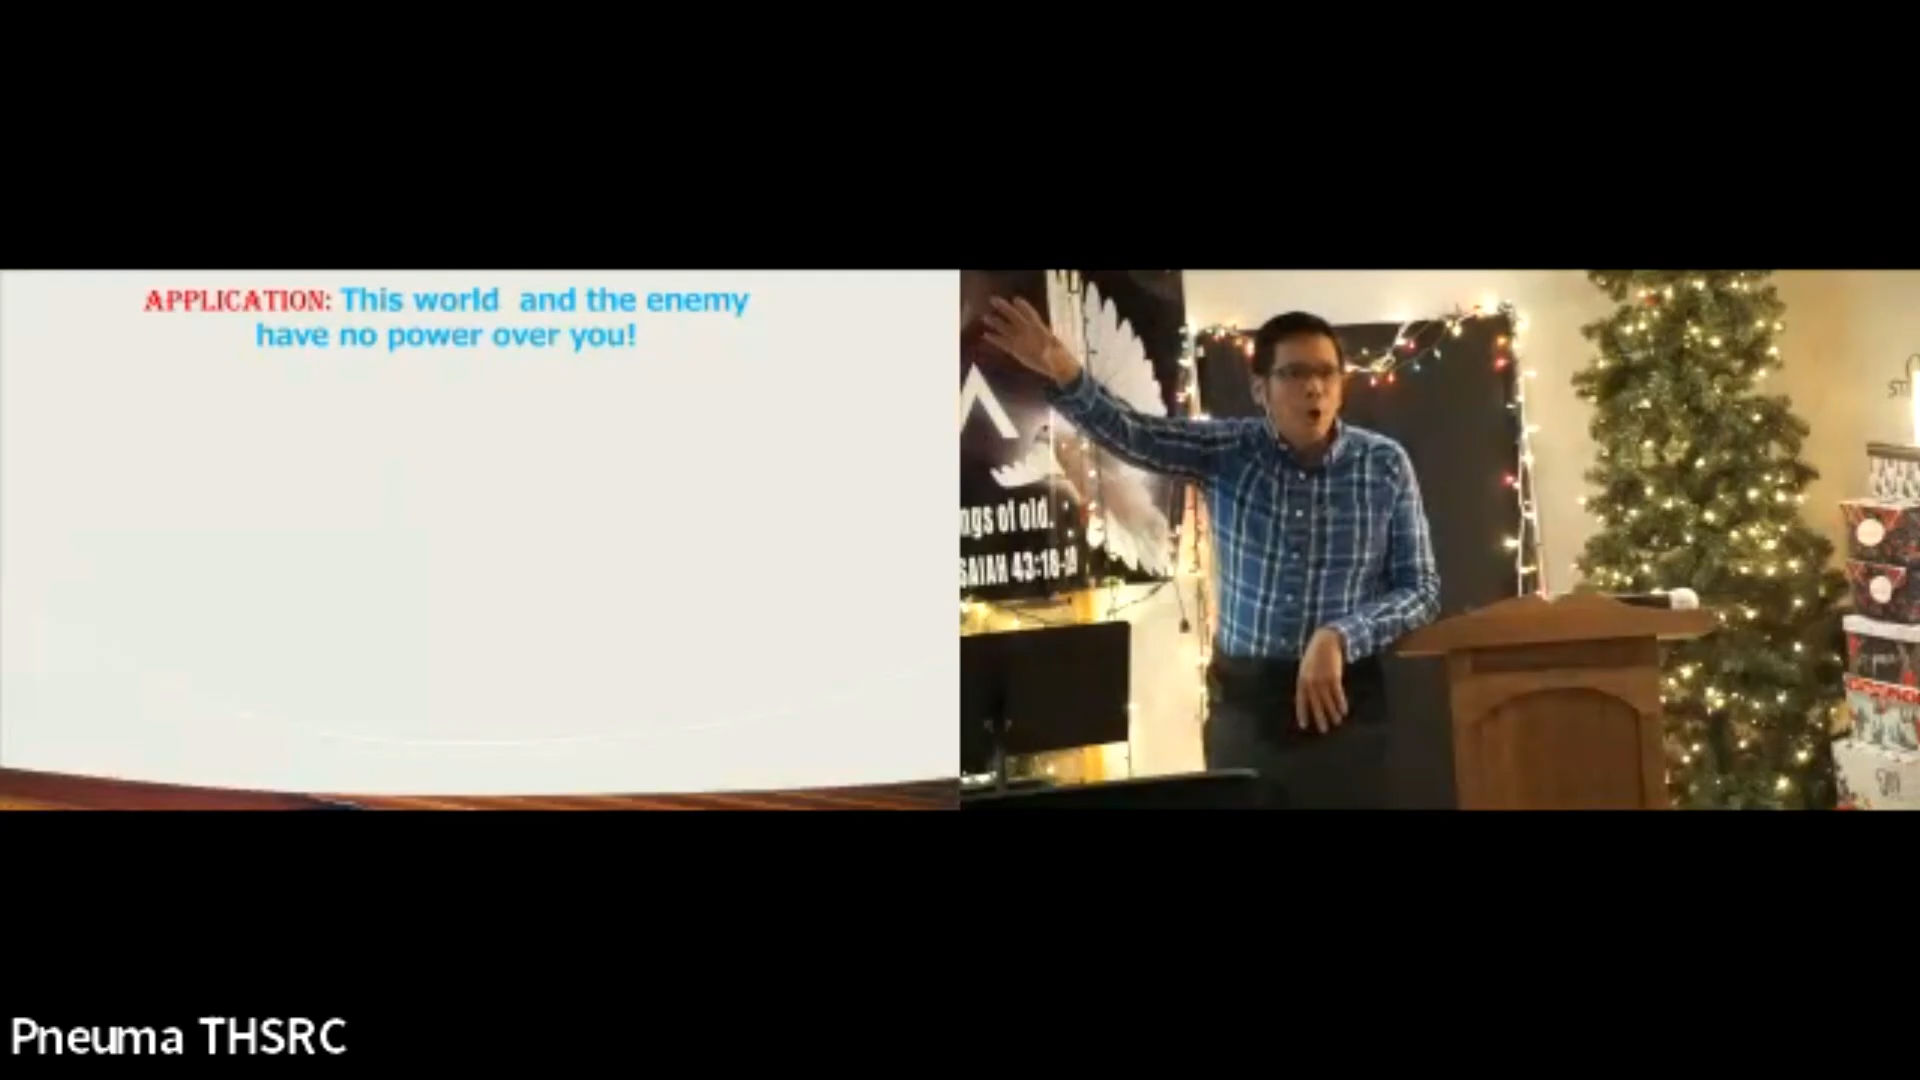 APPLICATION: This world and the enemy
have no power over you!
ngs of old.
SAIAH 43:18-19
ST
Pneuma THSRC